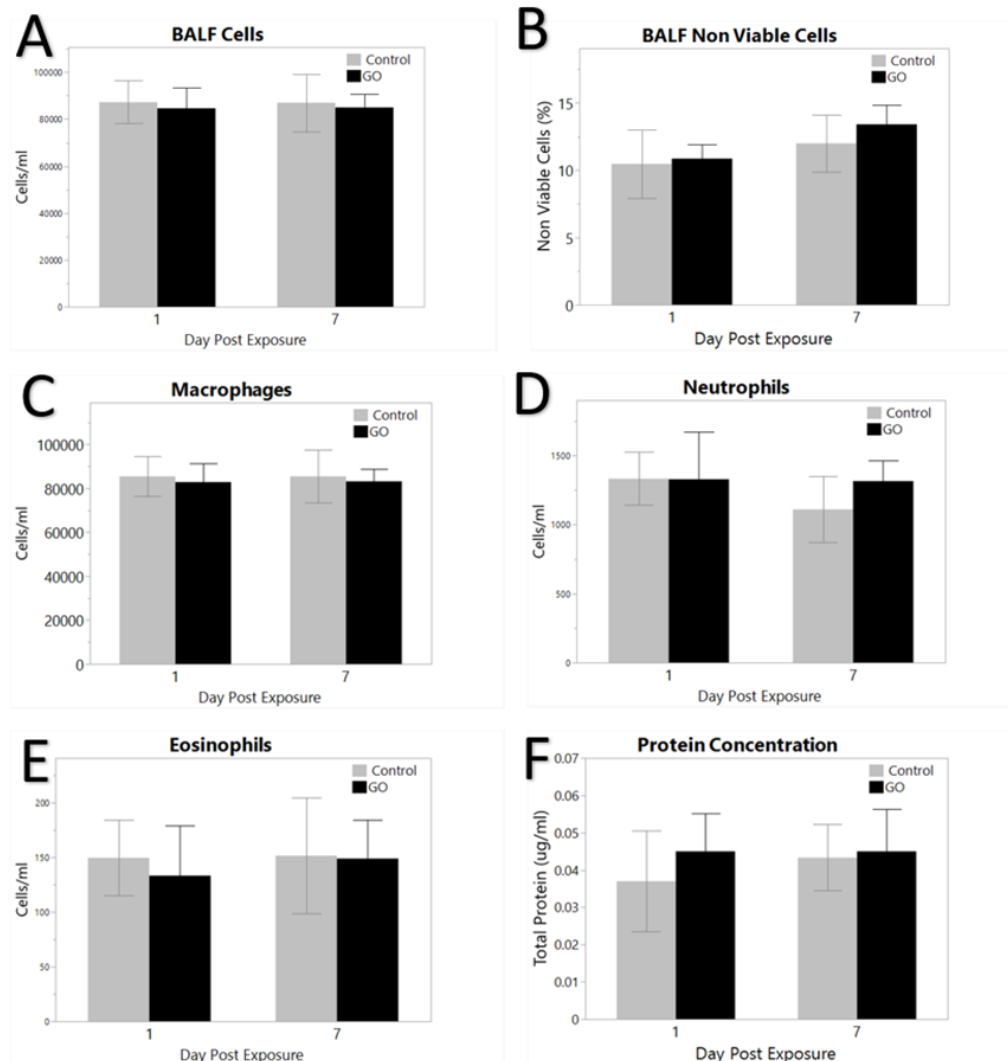 A
BALF Cells
Control
GO
100000
80000
60000
40000
20000
0
Cells/ml
1
7
Day Post Exposure
B
BALF Non Viable Cells
Control
GO
15
10
5
0
Non Viable Cells (%)
1
7
Day Post Exposure
C
Macrophages
Control
GO
100000
80000
60000
40000
20000
0
Cells/ml
1
7
Day Post Exposure
D
Neutrophils
Control
GO
1500
1000
500
0
Cells/ml
1
7
Day Post Exposure
E
Eosinophils
Control
GO
200
150
100
50
0
Cells/ml
1
7
Day Post Exposure
F
Protein Concentration
Control
GO
0.07
0.06
0.05
0.04
0.03
0.02
0.01
0
Total Protein (ug/ml)
1
7
Day Post Exposure